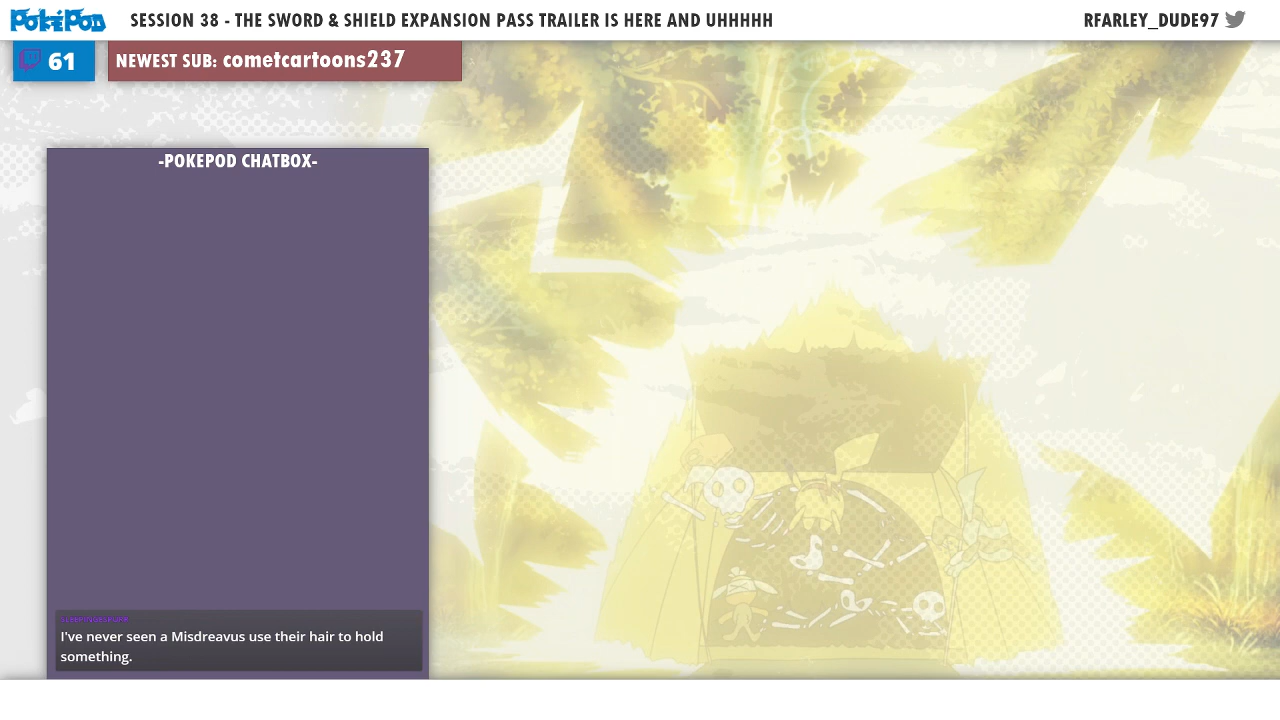 PokéPod
SESSION 38 - THE SWORD & SHIELD EXPANSION PASS TRAILER IS HERE AND UHHHHH
RFARLEY_DUDE97
61
NEWEST SUB: cometcartoons237
-POKEPOD CHATBOX-
I've never seen a Misdreavus use their hair to hold
something.